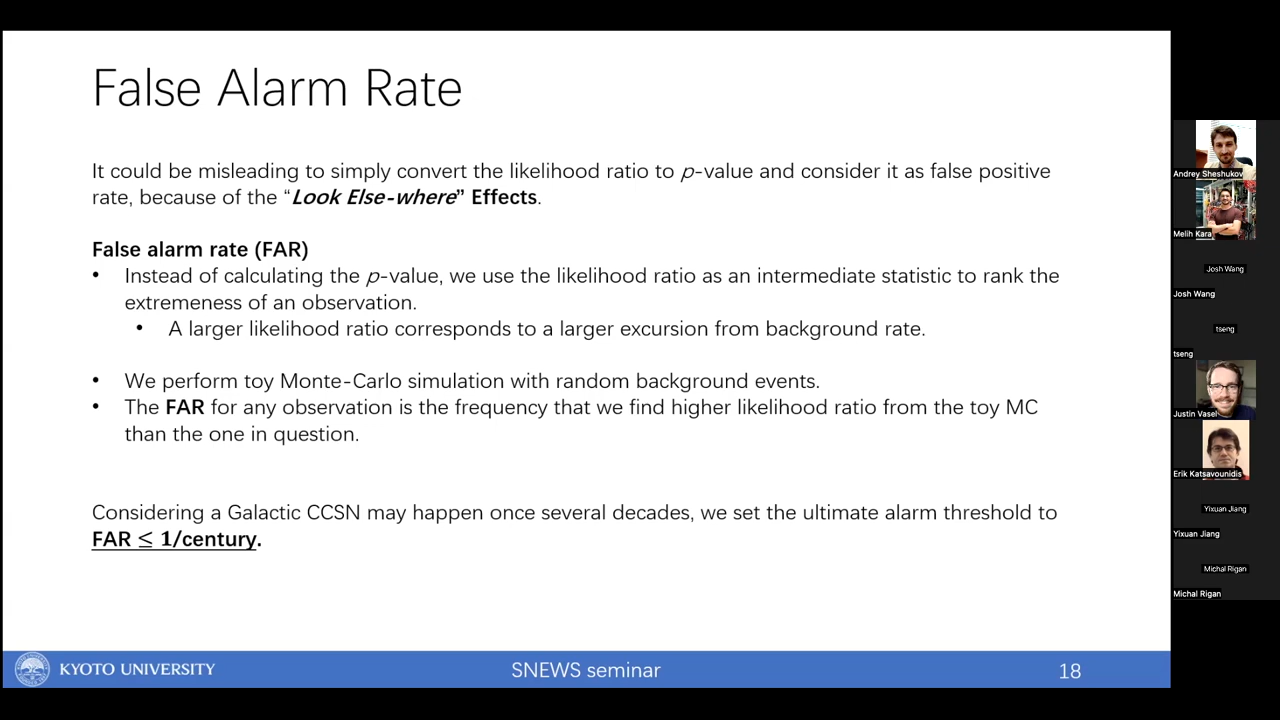 False Alarm Rate
It could be misleading to simply convert the likelihood ratio to p-value and consider it as false positive
rate, because of the “Look Else-where” Effects.
False alarm rate (FAR)
• Instead of calculating the p-value, we use the likelihood ratio as an intermediate statistic to rank the
extremeness of an observation.
• A larger likelihood ratio corresponds to a larger excursion from background rate.
• We perform toy Monte-Carlo simulation with random background events.
• The FAR for any observation is the frequency that we find higher likelihood ratio from the toy MC
than the one in question.
Considering a Galactic CCSN may happen once several decades, we set the ultimate alarm threshold to
FAR ≤ 1/century.
KYOTO UNIVERSITY
SNEWS seminar
18
Andrey Sheshukov
Melih Kara
Josh Wang
Josh Wang
tseng
tseng
Justin Vasel
Erik Katsavounidis
Yixuan Jiang
Yixuan Jiang
Michal Rigan
Michal Rigan